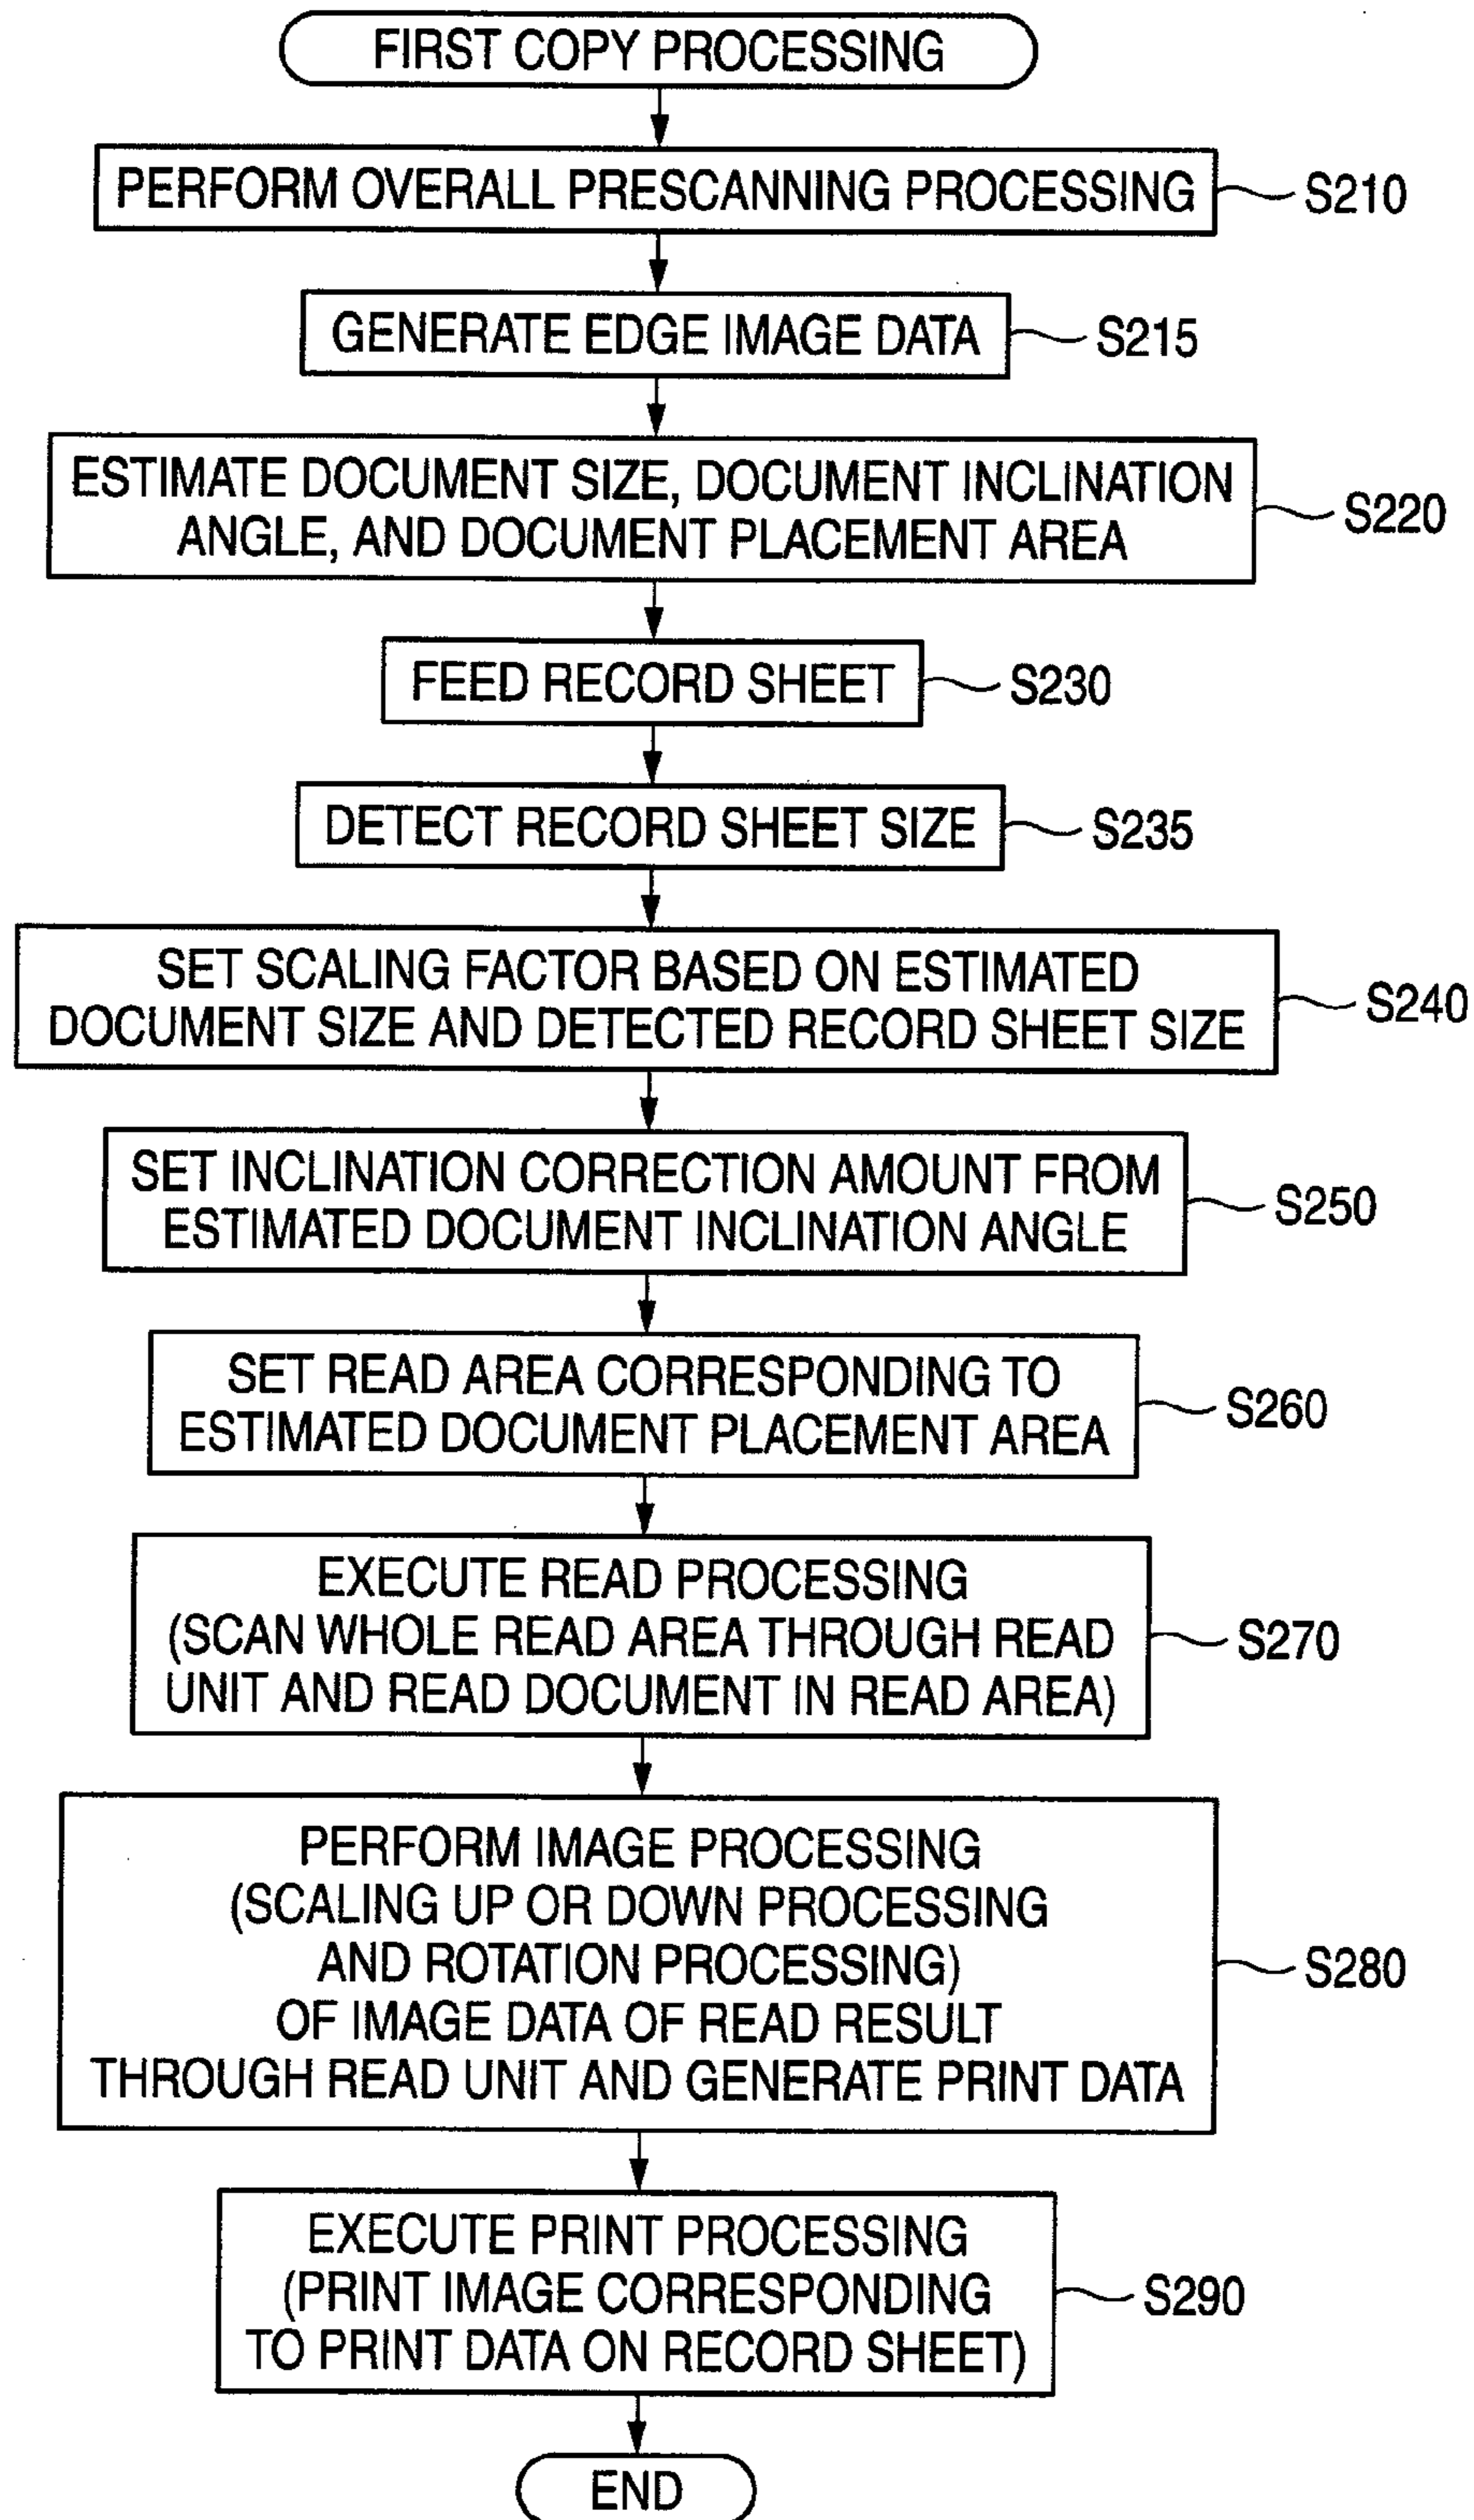 FIRST COPY PROCESSING
PERFORM OVERALL PRESCANNING PROCESSING
S210
GENERATE EDGE IMAGE DATA
S215
ESTIMATE DOCUMENT SIZE, DOCUMENT INCLINATION
ANGLE, AND DOCUMENT PLACEMENT AREA
S220
FEED RECORD SHEET
S230
DETECT RECORD SHEET SIZE
S235
SET SCALING FACTOR BASED ON ESTIMATED
DOCUMENT SIZE AND DETECTED RECORD SHEET SIZE
S240
SET INCLINATION CORRECTION AMOUNT FROM
ESTIMATED DOCUMENT INCLINATION ANGLE
S250
SET READ AREA CORRESPONDING TO
ESTIMATED DOCUMENT PLACEMENT AREA
S260
EXECUTE READ PROCESSING
(SCAN WHOLE READ AREA THROUGH READ
UNIT AND READ DOCUMENT IN READ AREA)
S270
PERFORM IMAGE PROCESSING
(SCALING UP OR DOWN PROCESSING
AND ROTATION PROCESSING)
OF IMAGE DATA OF READ RESULT
THROUGH READ UNIT AND GENERATE PRINT DATA
S280
EXECUTE PRINT PROCESSING
(PRINT IMAGE CORRESPONDING
TO PRINT DATA ON RECORD SHEET)
S290
END